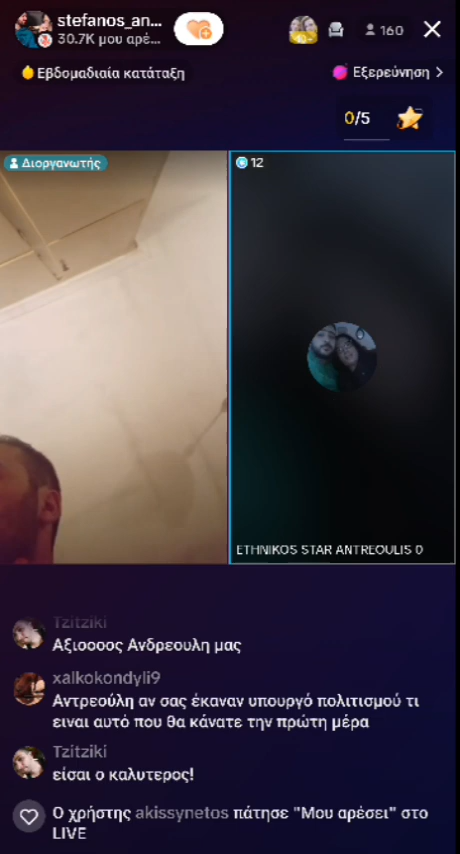 stefanos_an...
30.7K μου αρέ...
160
Εβδομαδιαία κατάταξη
Εξερεύνηση >
0/5
Διοργανωτής
12
ETHNIKOS STAR ANTREOULIS 0
Tzitziki
Αξιοοοος Ανδρεουλη μας
xalkokondyli9
Αντρεούλη αν σας έκαναν υπουργό πολιτισμού τι
ειναι αυτό που θα κάνατε την πρώτη μέρα
Tzitziki
είσαι ο καλυτερος!
Ο χρήστης akissynetos πάτησε "Μου αρέσει" στο
LIVE